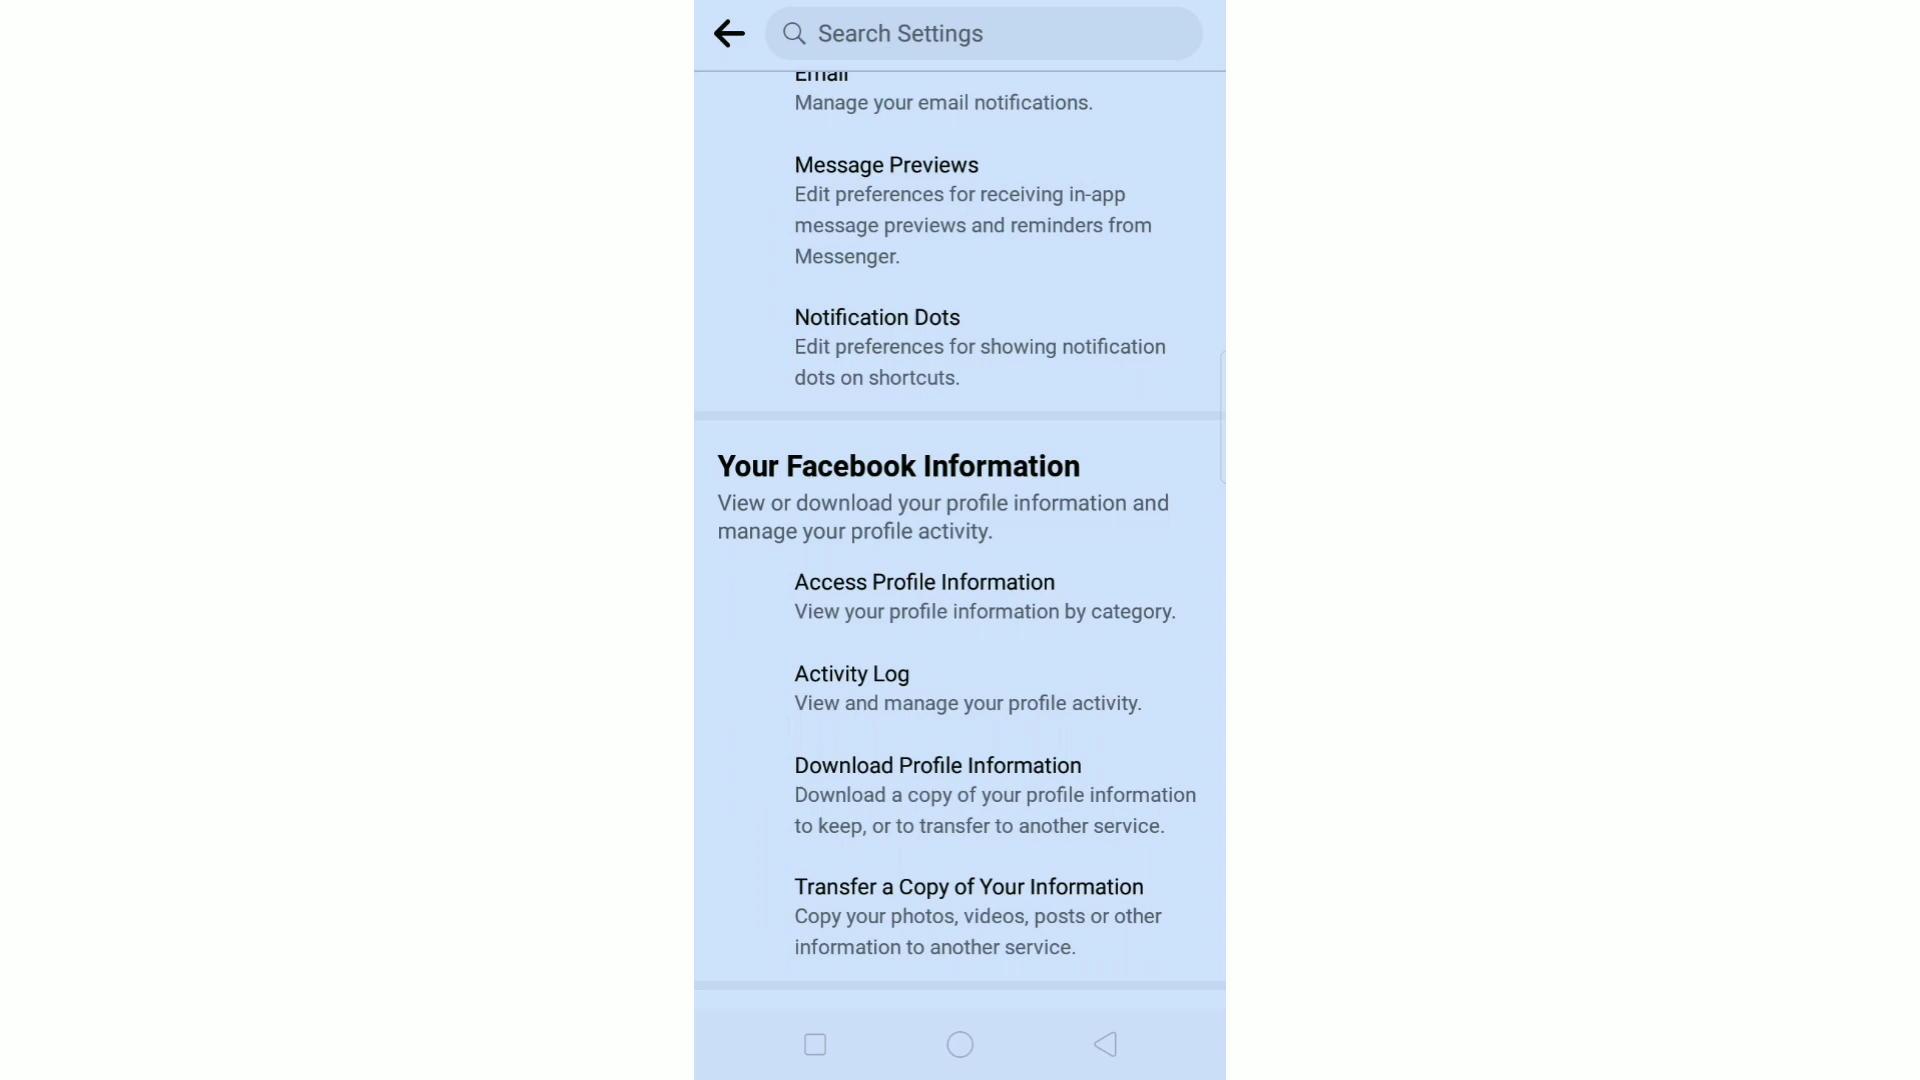 Search Settings
Email
Manage your email notifications.
Message Previews
Edit preferences for receiving in-app
message previews and reminders from
Messenger.
Notification Dots
Edit preferences for showing notification
dots on shortcuts.
Your Facebook Information
View or download your profile information and
manage your profile activity.
Access Profile Information
View your profile information by category.
Activity Log
View and manage your profile activity.
Download Profile Information
Download a copy of your profile information
to keep, or to transfer to another service.
Transfer a Copy of Your Information
Copy your photos, videos, posts or other
information to another service.